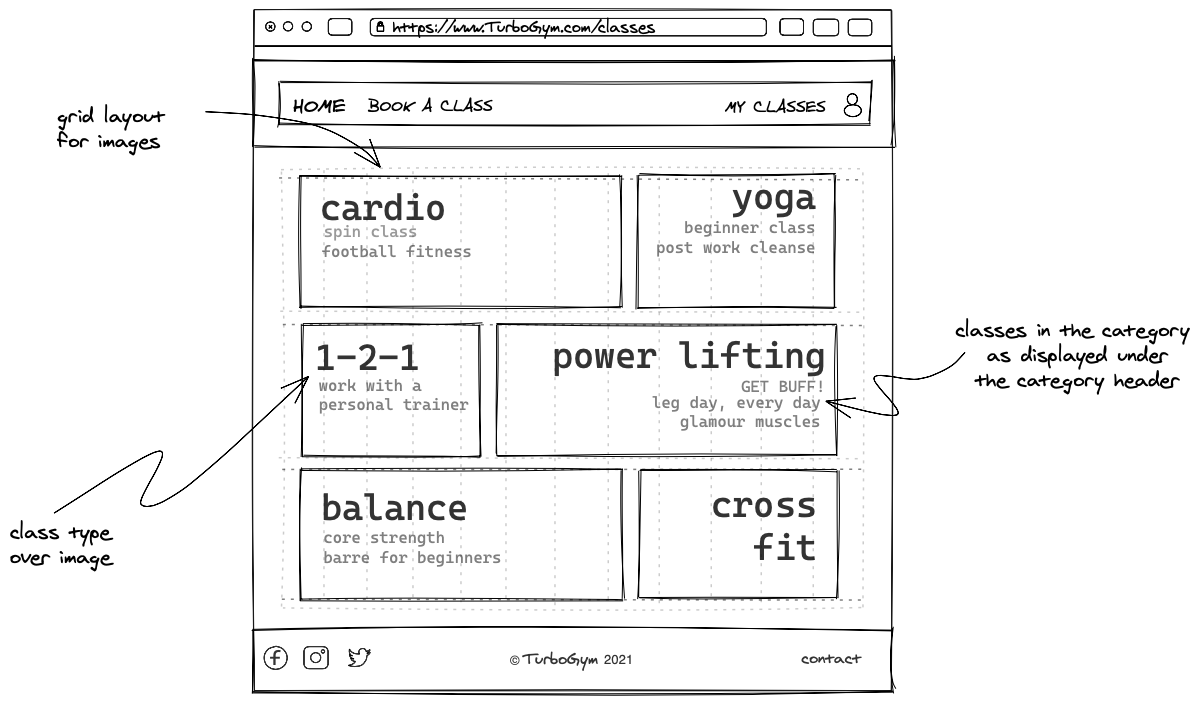 https://www.TurboGym.com/classes
HOME BOOK A CLASS MY CLASSES
grid layout
for images
cardio
spin class
football fitness
yoga
beginner class
post work cleanse
1-2-1
work with a
personal trainer
power lifting
GET BUFF!
leg day, every day
glamour muscles
classes in the category
as displayed under
the category header
balance
core strength
barre for beginners
cross
fit
class type
over image
© TurboGym 2021
contact